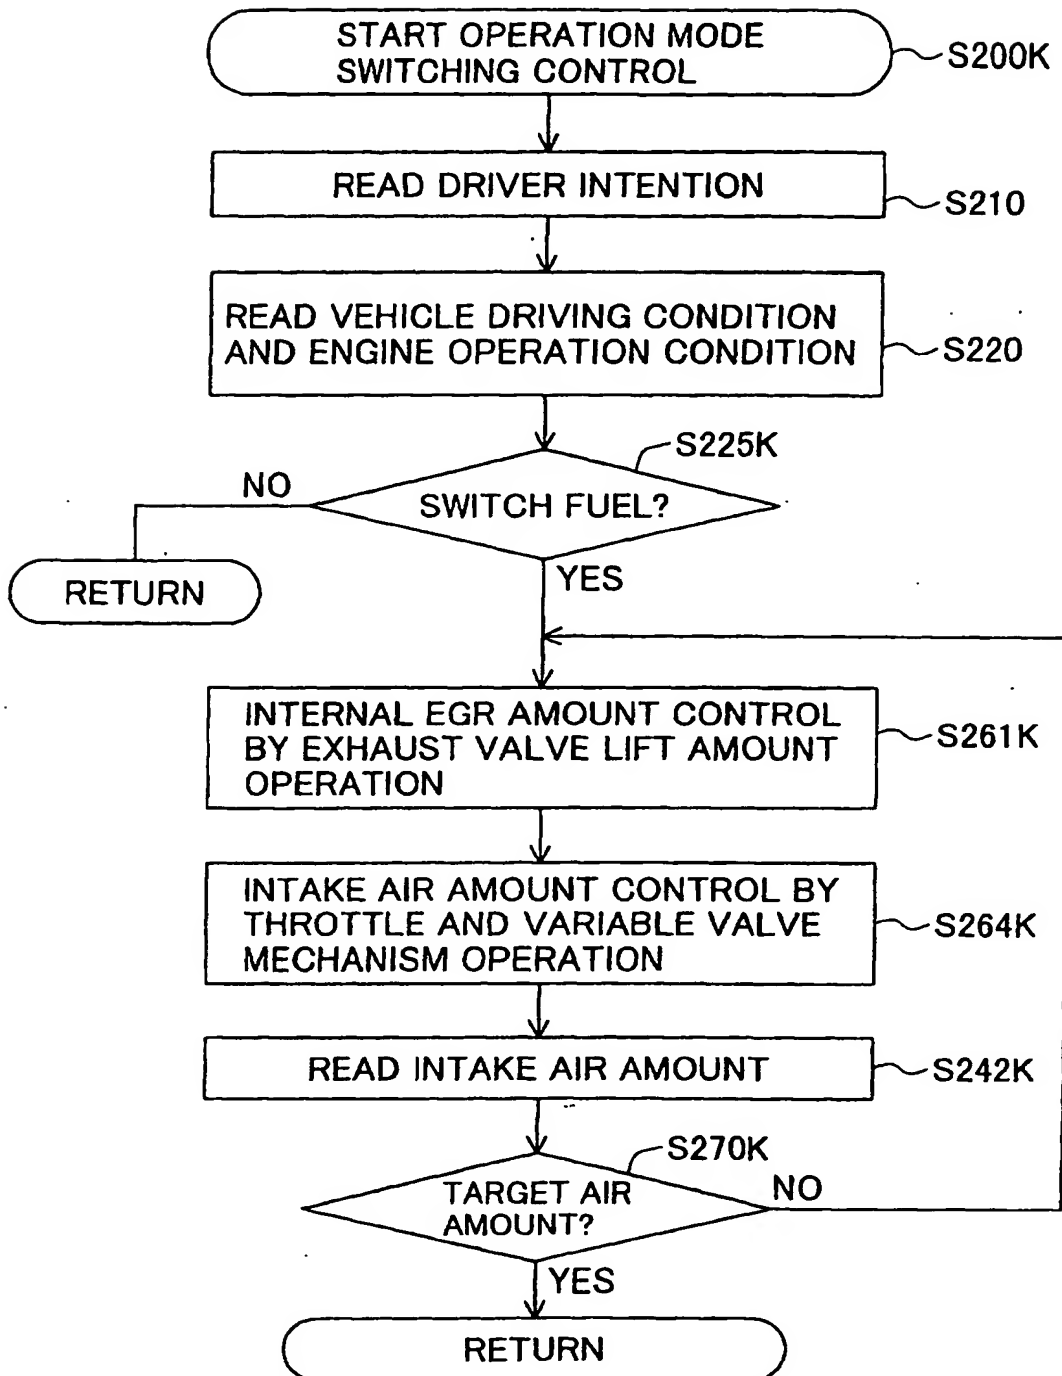 START OPERATION MODE
SWITCHING CONTROL
S200K
READ DRIVER INTENTION
S210
READ VEHICLE DRIVING CONDITION
AND ENGINE OPERATION CONDITION
S220
S225K
NO
SWITCH FUEL?
RETURN
YES
INTERNAL EGR AMOUNT CONTROL
BY EXHAUST VALVE LIFT AMOUNT
OPERATION
S261K
INTAKE AIR AMOUNT CONTROL BY
THROTTLE AND VARIABLE VALVE
MECHANISM OPERATION
S264K
READ INTAKE AIR AMOUNT
S242K
S270K
TARGET AIR
AMOUNT?
NO
YES
RETURN